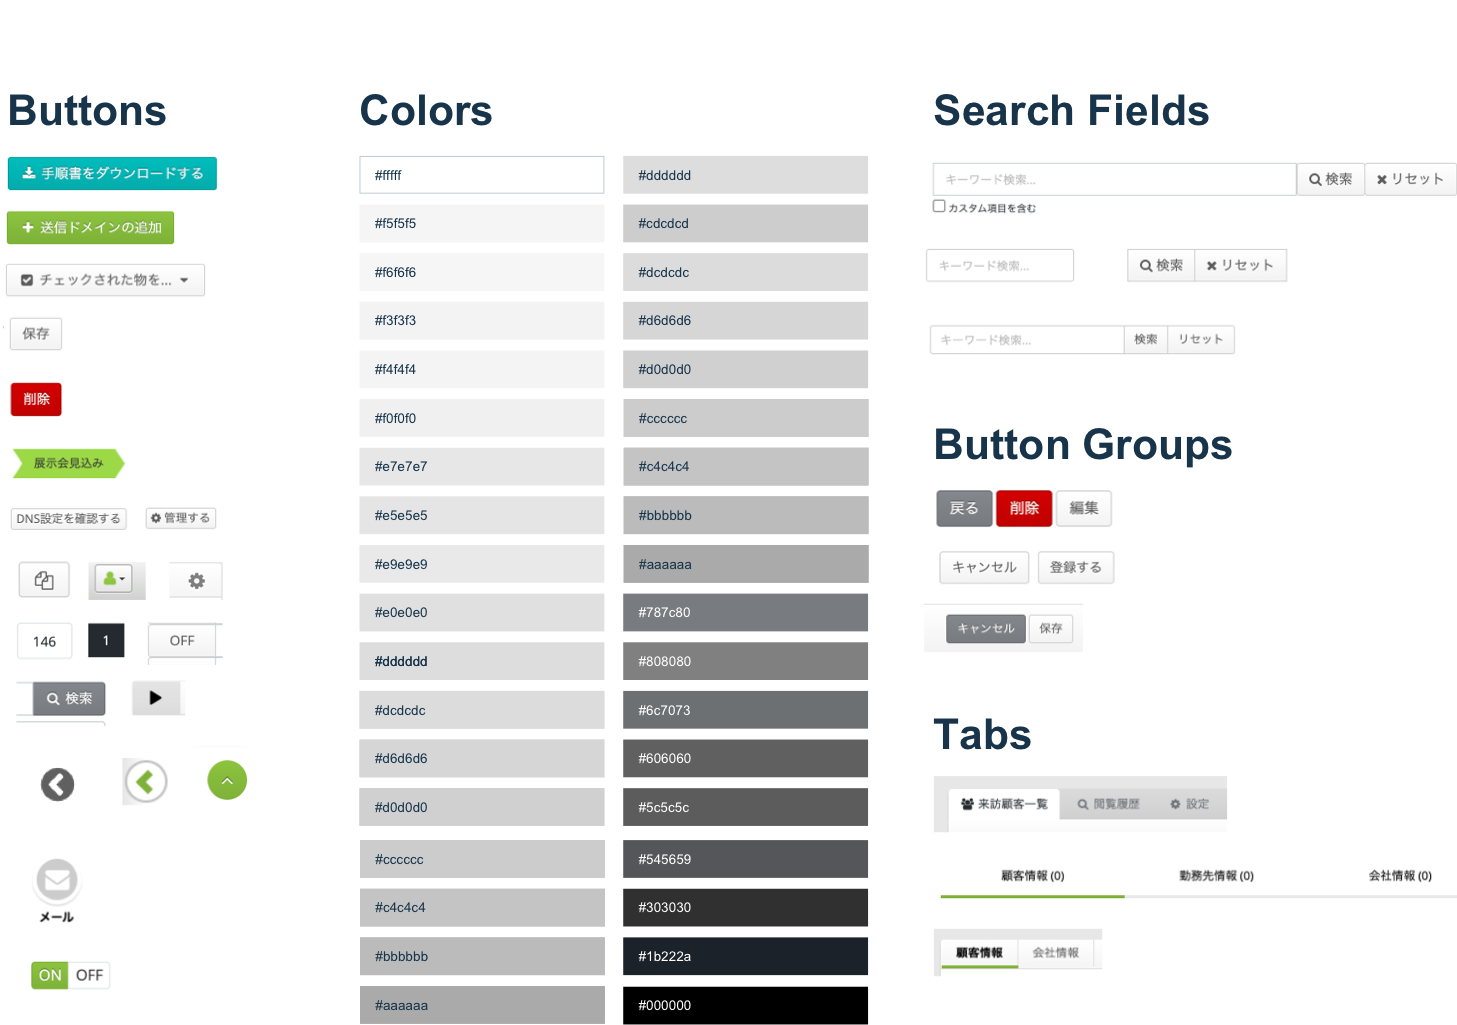 Buttons
手順書をダウンロードする
送信ドメインの追加
チェックされた物を...
保存
削除
展示会見込み
DNS設定を確認する
管理する
146
1
OFF
検索
メール
ON OFF
Colors
#fffff
#f5f5f5
#f6f6f6
#f3f3f3
#f4f4f4
#f0f0f0
#e7e7e7
#e5e5e5
#e9e9e9
#e0e0e0
#dddddd
#dcdcdc
#d6d6d6
#d0d0d0
#cccccc
#c4c4c4
#bbbbbb
#aaaaaa
#dddddd
#cdcdcd
#dcdcdc
#d6d6d6
#d0d0d0
#cccccc
#c4c4c4
#bbbbbb
#aaaaaa
#787c80
#808080
#6c7073
#606060
#5c5c5c
#545659
#303030
#1b222a
#000000
Search Fields
キーワード検索... 検索 リセット
カスタム項目を含む
キーワード検索... 検索 リセット
キーワード検索... 検索 リセット
Button Groups
戻る 削除 編集
キャンセル 登録する
キャンセル 保存
Tabs
来訪顧客一覧 閲覧履歴 設定
顧客情報 (0) 勤務先情報 (0) 会社情報 (0)
顧客情報 会社情報